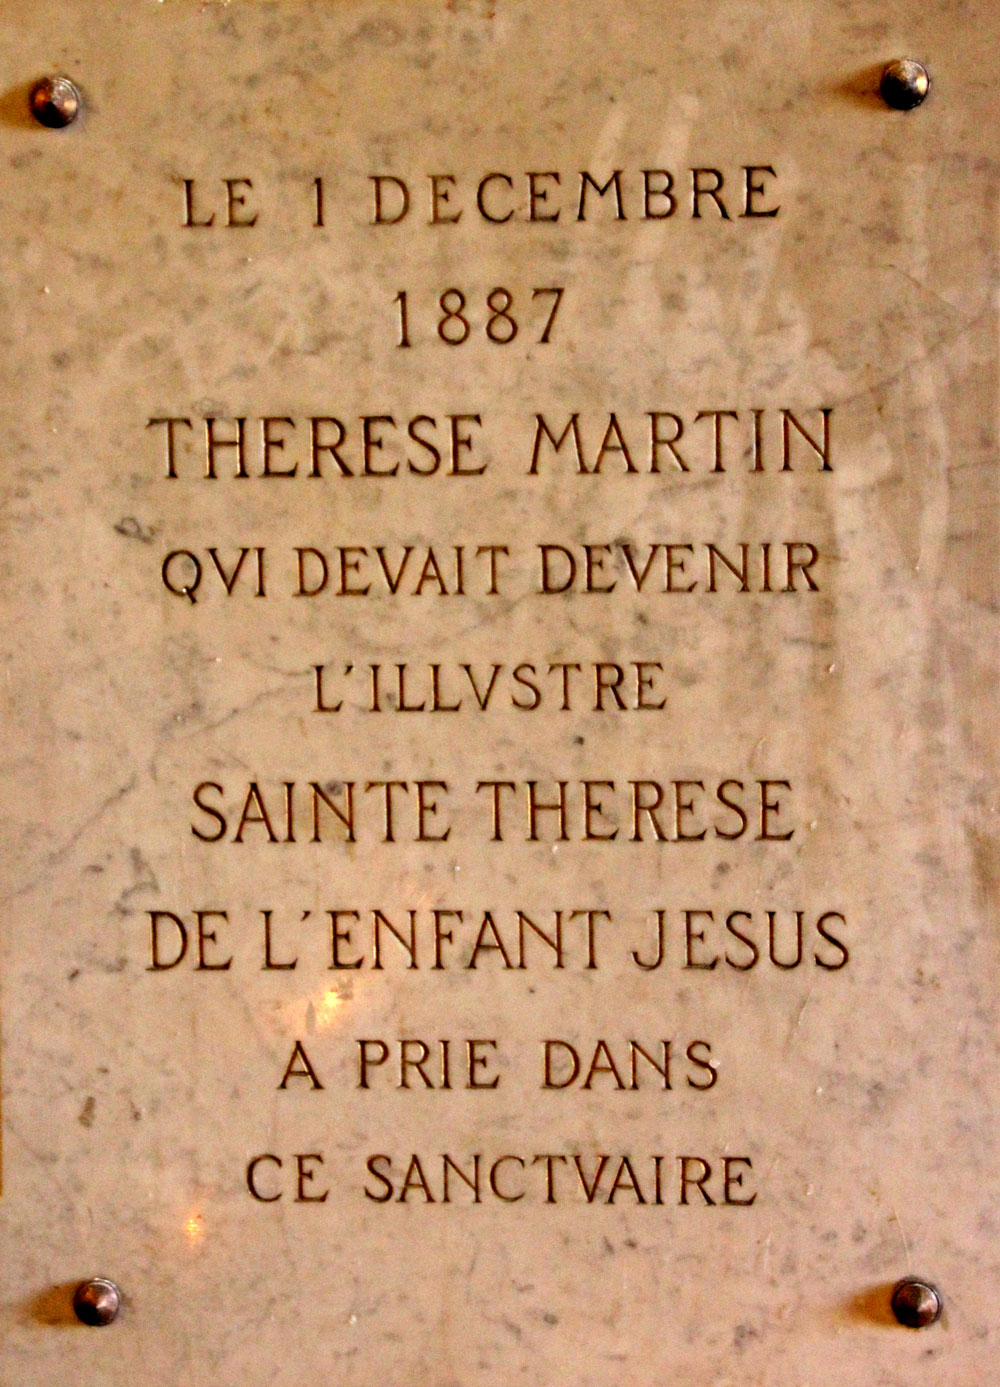 LE 1 DECEMBRE
1887
THERESE MARTIN
QVI DEVAIT DEVENIR
L'ILLVSTRE
SAINTE THERESE
DE L'ENFANT JESUS
A PRIE DANS
CE SANCTVAIRE